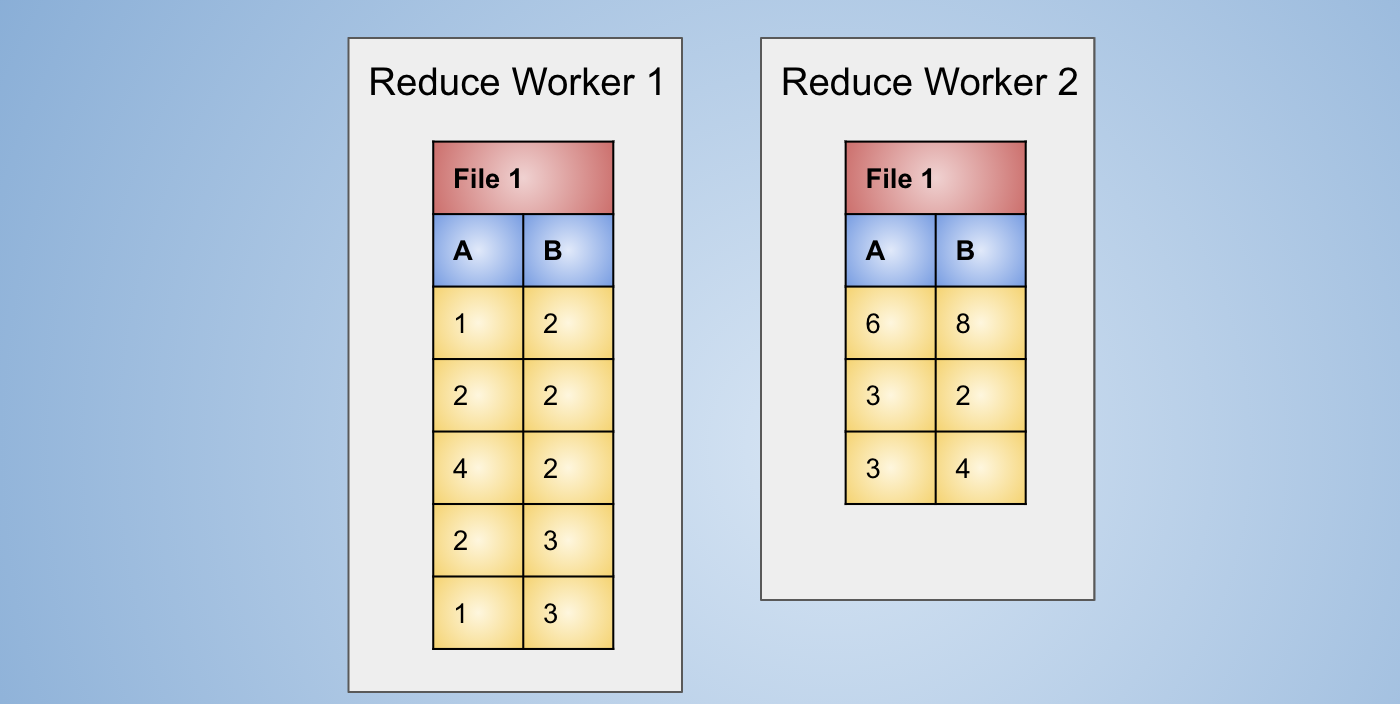 Reduce Worker 1
File 1
A B
1 2
2 2
4 2
2 3
1 3
Reduce Worker 2
File 1
A B
6 8
3 2
3 4